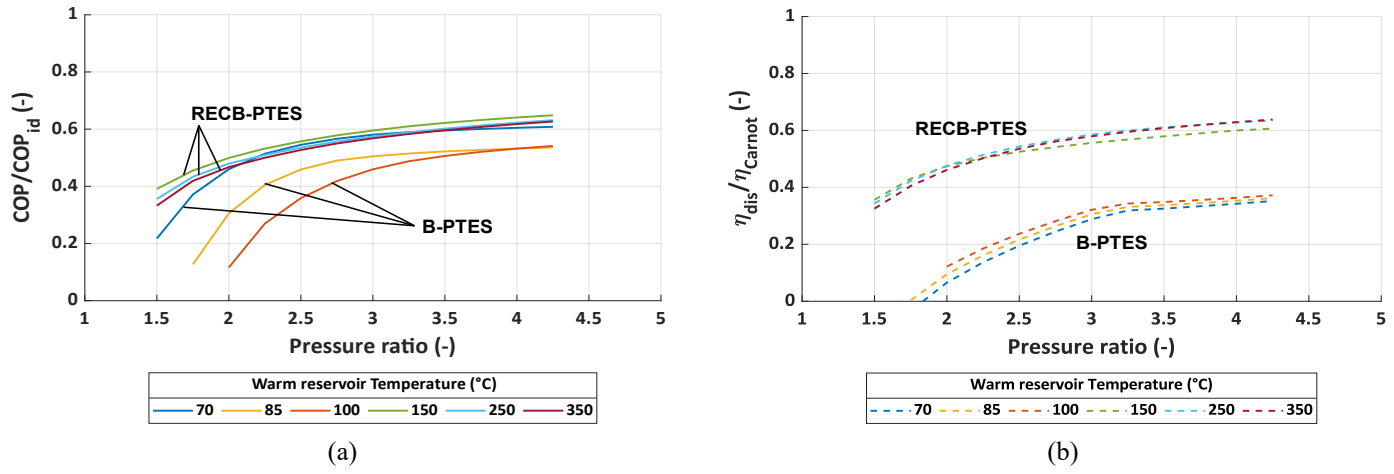 COP/COP_id (-)
1
0.8
0.6
0.4
0.2
0
RECB-PTES
B-PTES
1 1.5 2 2.5 3 3.5 4 4.5 5
Pressure ratio (-)
Warm reservoir Temperature (°C)
70 85 100 150 250 350
(a)
η_dis/η_Carnot (-)
1
0.8
0.6
0.4
0.2
0
RECB-PTES
B-PTES
1 1.5 2 2.5 3 3.5 4 4.5 5
Pressure ratio (-)
Warm reservoir Temperature (°C)
70 85 100 150 250 350
(b)